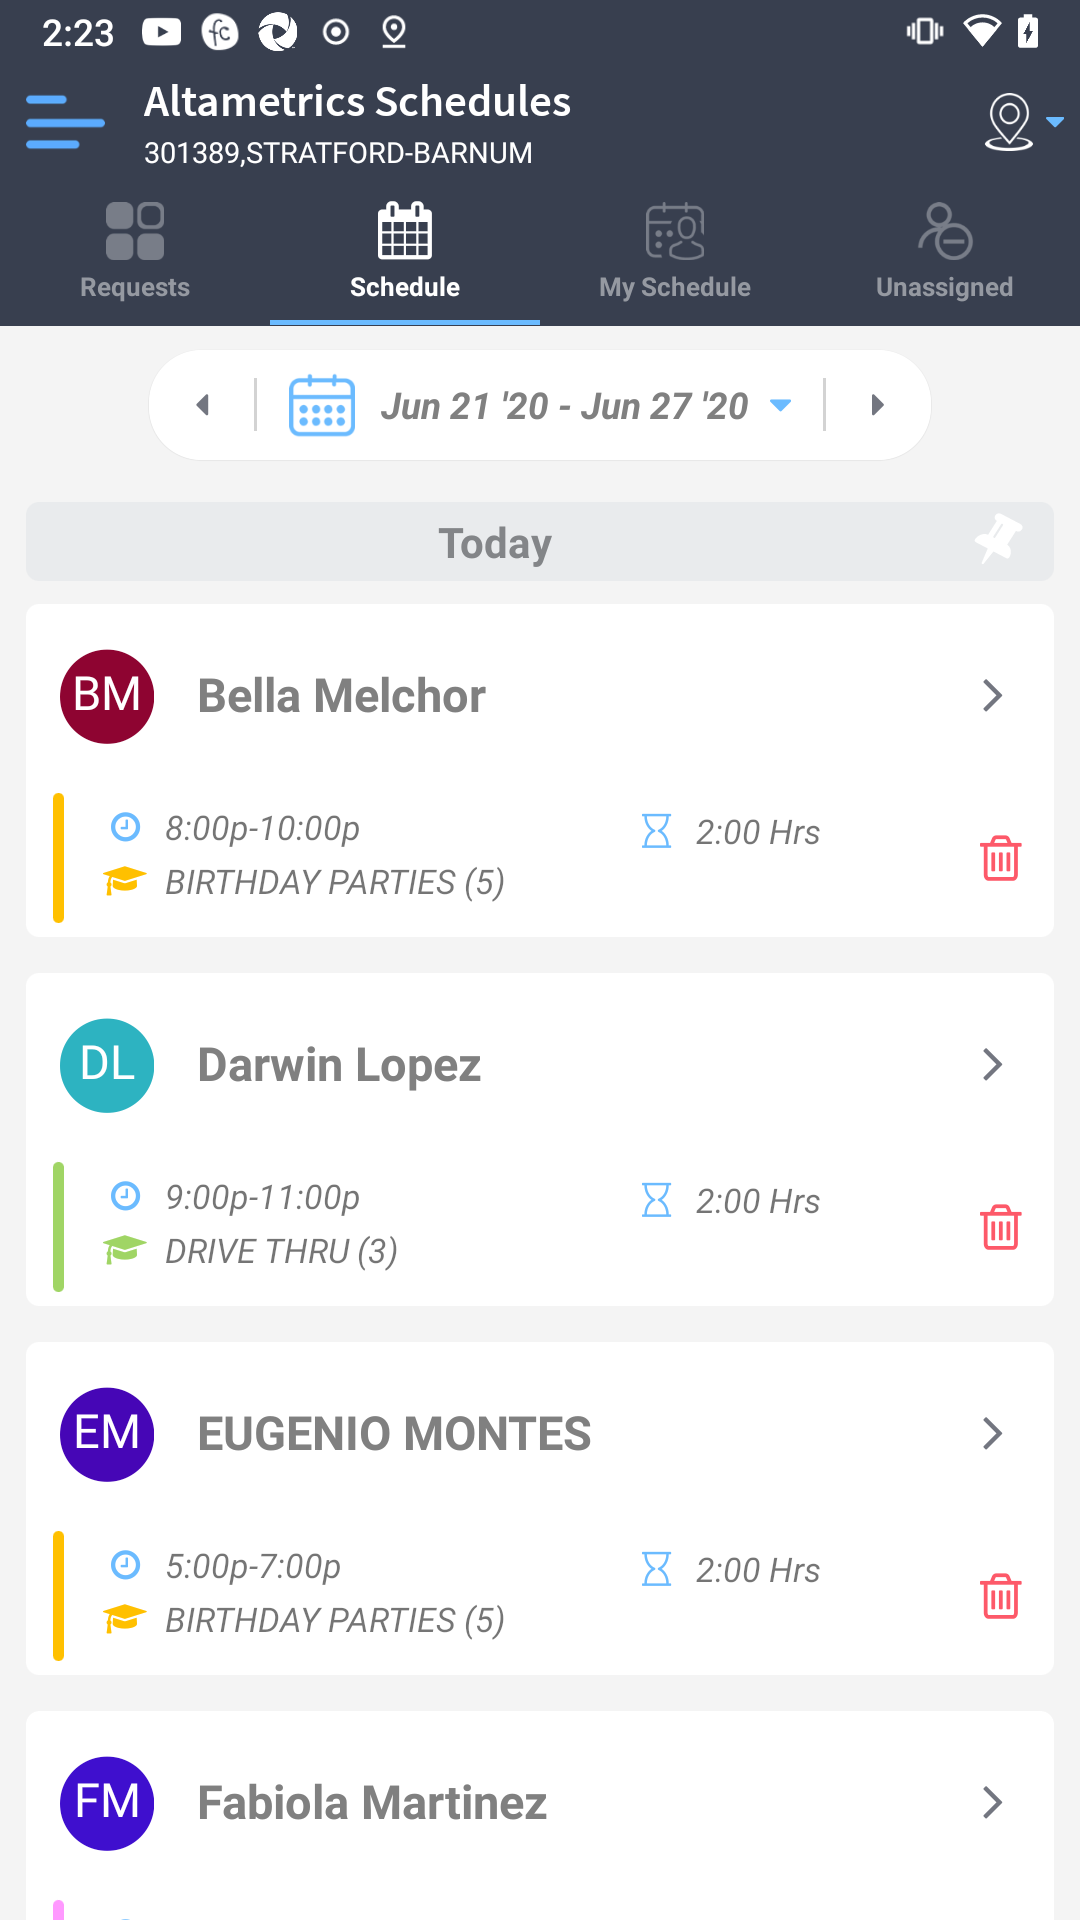 2:23
fc
Altametrics Schedules
301389,STRATFORD-BARNUM
Requests
Schedule
My Schedule
Unassigned
Jun 21 '20 - Jun 27 '20
Today
BM
Bella Melchor
8:00p-10:00p
2:00 Hrs
BIRTHDAY PARTIES (5)
DL
Darwin Lopez
9:00p-11:00p
2:00 Hrs
DRIVE THRU (3)
EM
EUGENIO MONTES
5:00p-7:00p
2:00 Hrs
BIRTHDAY PARTIES (5)
FM
Fabiola Martinez